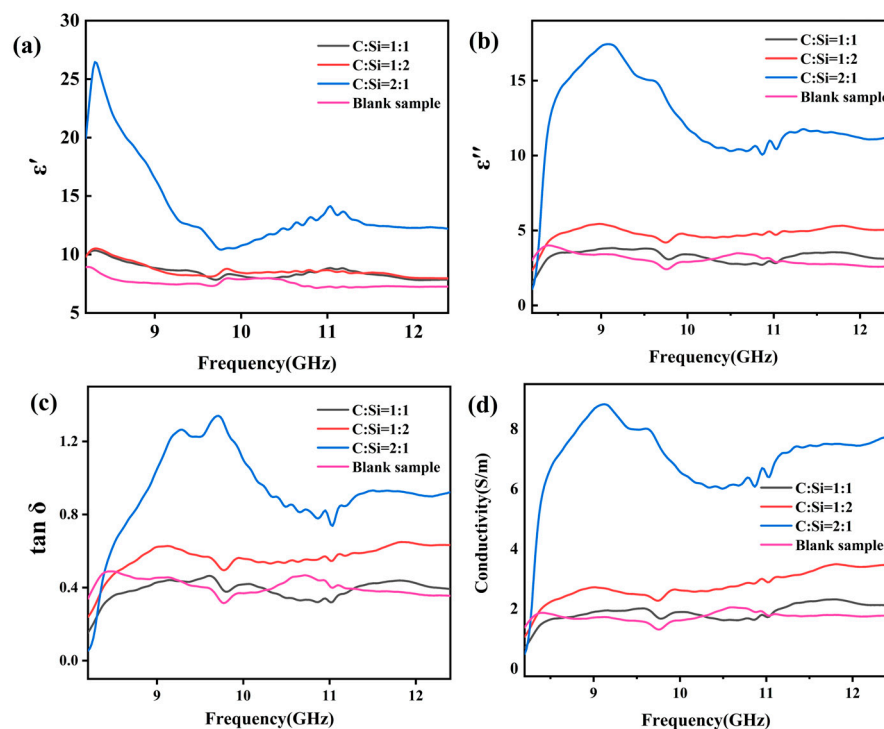 (a)
30
25
20
15
10
5
ε′
9 10 11 12
Frequency(GHz)
C:Si=1:1
C:Si=1:2
C:Si=2:1
Blank sample
(b)
15
10
5
0
ε′′
9 10 11 12
Frequency(GHz)
C:Si=1:1
C:Si=1:2
C:Si=2:1
Blank sample
(c)
1.2
0.8
0.4
0.0
tan δ
9 10 11 12
Frequency(GHz)
C:Si=1:1
C:Si=1:2
C:Si=2:1
Blank sample
(d)
8
6
4
2
0
Conductivity(S/m)
9 10 11 12
Frequency(GHz)
C:Si=1:1
C:Si=1:2
C:Si=2:1
Blank sample